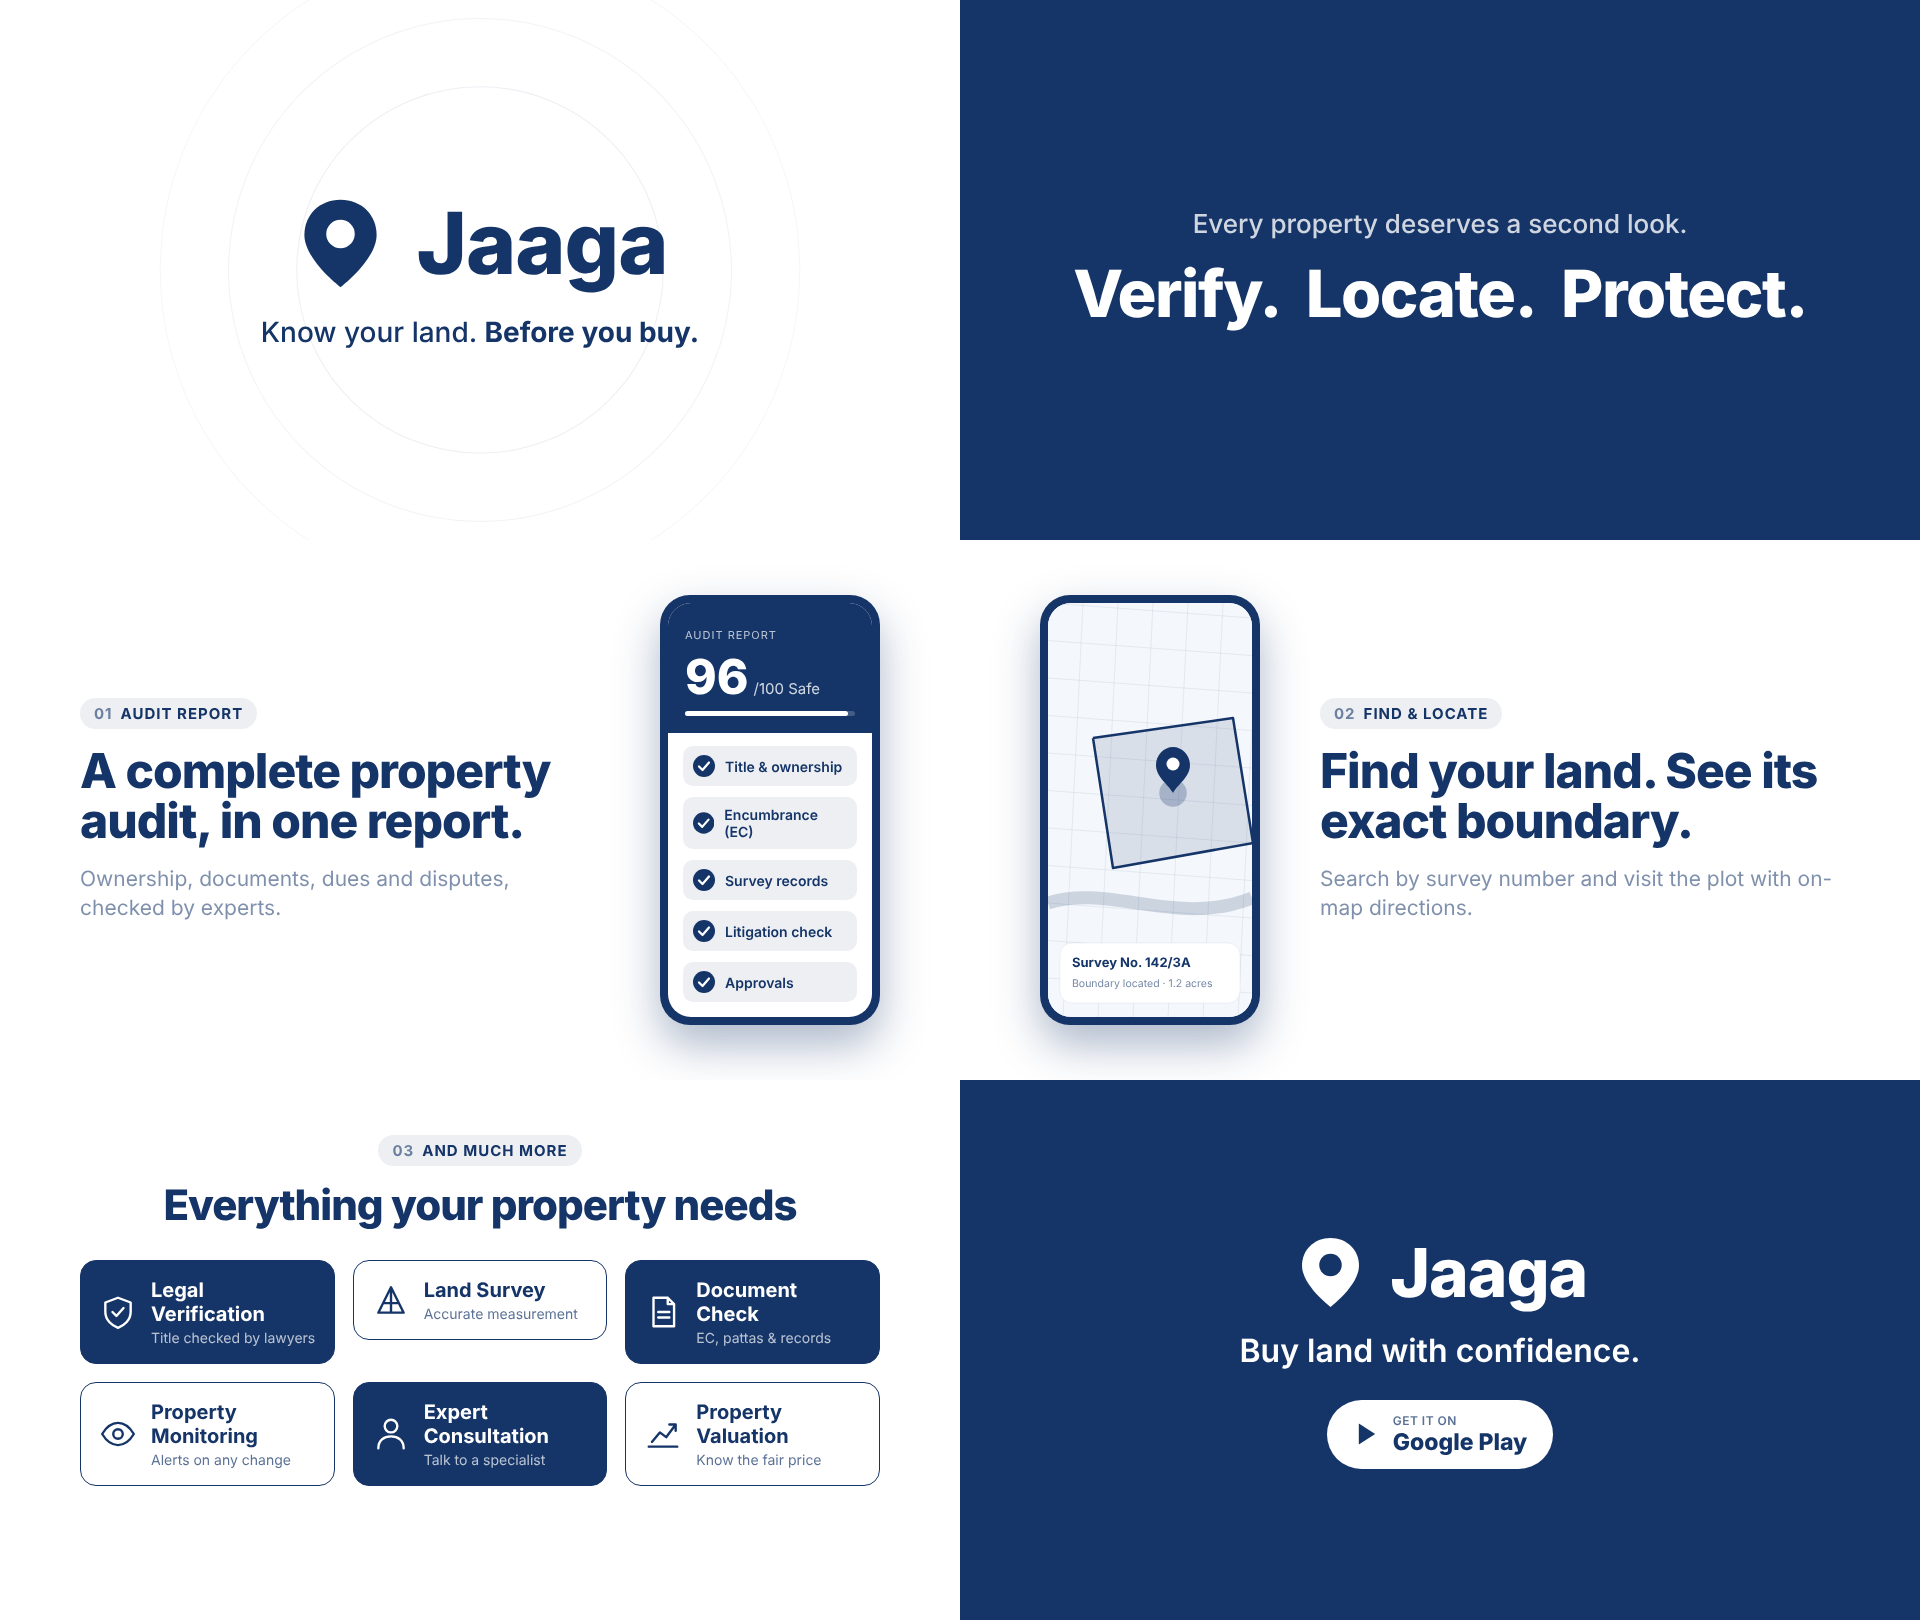 Jaaga
Know your land. Before you buy.
Every property deserves a second look.
Verify. Locate. Protect.
01 AUDIT REPORT
A complete property
audit, in one report.
Ownership, documents, dues and disputes,
checked by experts.
AUDIT REPORT
96 /100 Safe
Title & ownership
Encumbrance
(EC)
Survey records
Litigation check
Approvals
Survey No. 142/3A
Boundary located · 1.2 acres
02 FIND & LOCATE
Find your land. See its
exact boundary.
Search by survey number and visit the plot with on-
map directions.
03 AND MUCH MORE
Everything your property needs
Legal
Verification
Title checked by lawyers
Land Survey
Accurate measurement
Document
Check
EC, pattas & records
Property
Monitoring
Alerts on any change
Expert
Consultation
Talk to a specialist
Property
Valuation
Know the fair price
Jaaga
Buy land with confidence.
GET IT ON
Google Play